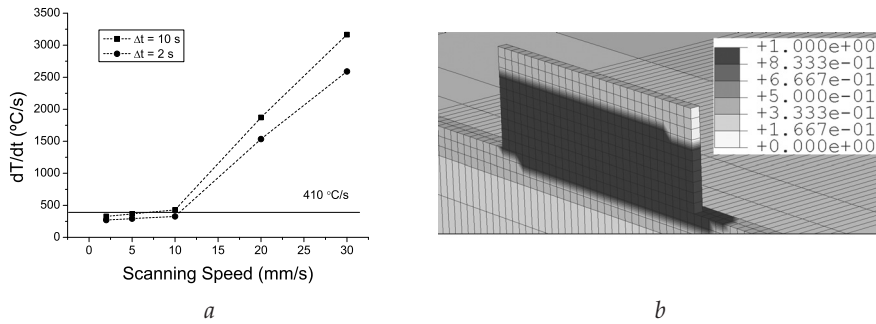 3500
3000
2500
2000
1500
1000
500
0
dT/dt (ºC/s)
Δt = 10 s
Δt = 2 s
410 °C/s
0 5 10 15 20 25 30
Scanning Speed (mm/s)
a
+1.000e+00
+8.333e-01
+6.667e-01
+5.000e-01
+3.333e-01
+1.667e-01
+0.000e+00
b